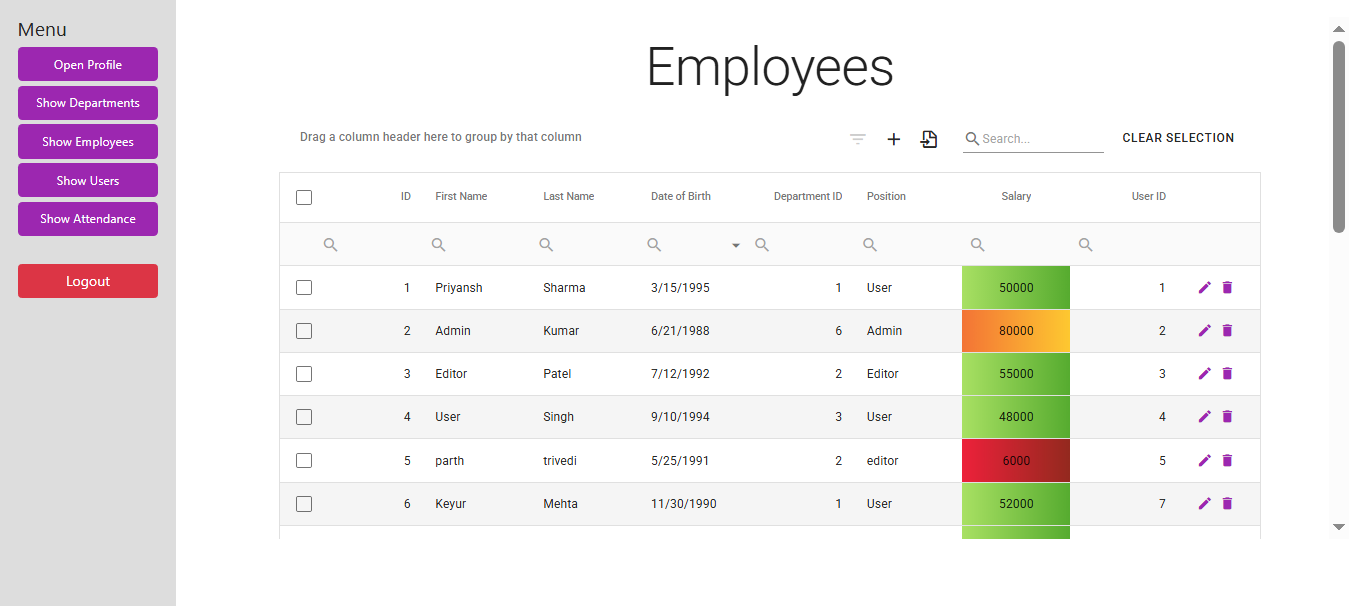 Menu
Open Profile
Show Departments
Show Employees
Show Users
Show Attendance
Logout
Employees
Drag a column header here to group by that column
Search...
CLEAR SELECTION
ID First Name Last Name Date of Birth Department ID Position Salary User ID
1 Priyansh Sharma 3/15/1995 1 User 50000 1
2 Admin Kumar 6/21/1988 6 Admin 80000 2
3 Editor Patel 7/12/1992 2 Editor 55000 3
4 User Singh 9/10/1994 3 User 48000 4
5 parth trivedi 5/25/1991 2 editor 6000 5
6 Keyur Mehta 11/30/1990 1 User 52000 7